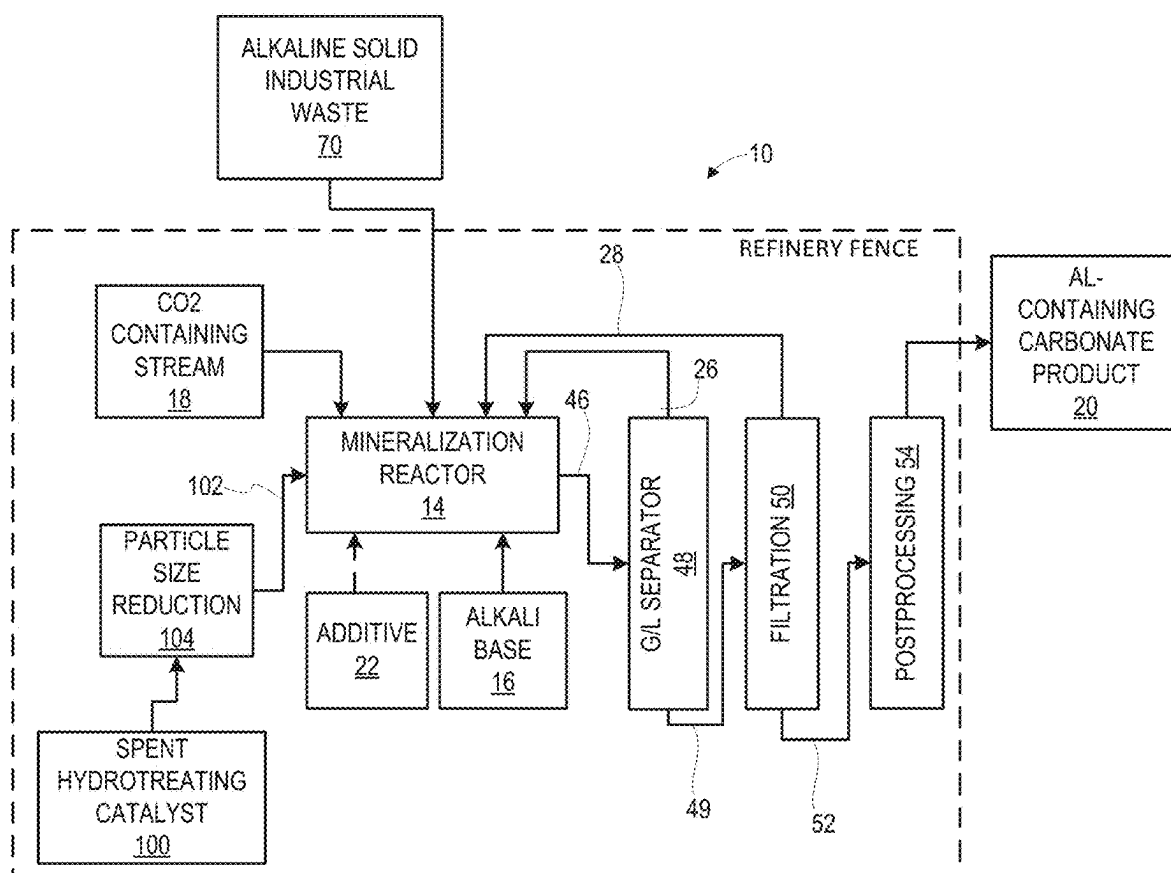 ALKALINE SOLID
INDUSTRIAL
WASTE
70
10
REFINERY FENCE
28
CO2
CONTAINING
STREAM
18
26
46
AL-
CONTAINING
CARBONATE
PRODUCT
20
MINERALIZATION
REACTOR
14
102
PARTICLE
SIZE
REDUCTION
104
ADDITIVE
22
ALKALI
BASE
16
G/L SEPARATOR
48
FILTRATION 50
POSTPROCESSING 54
SPENT
HYDROTREATING
CATALYST
100
49
52